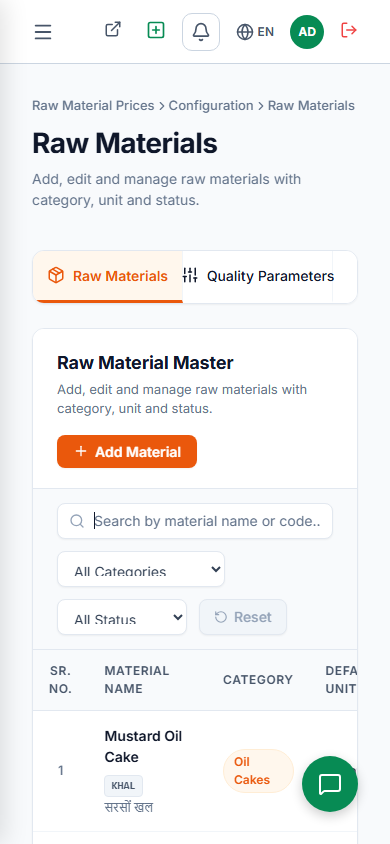 EN
AD
Raw Material Prices > Configuration > Raw Materials
Raw Materials
Add, edit and manage raw materials with
category, unit and status.
Raw Materials
Quality Parameters
Raw Material Master
Add, edit and manage raw materials with
category, unit and status.
Add Material
Search by material name or code..
All Categories
All Status
Reset
SR.
NO.
MATERIAL
NAME
CATEGORY
DEFA
UNIT
1
Mustard Oil
Cake
KHAL
सरसों खल
Oil
Cakes